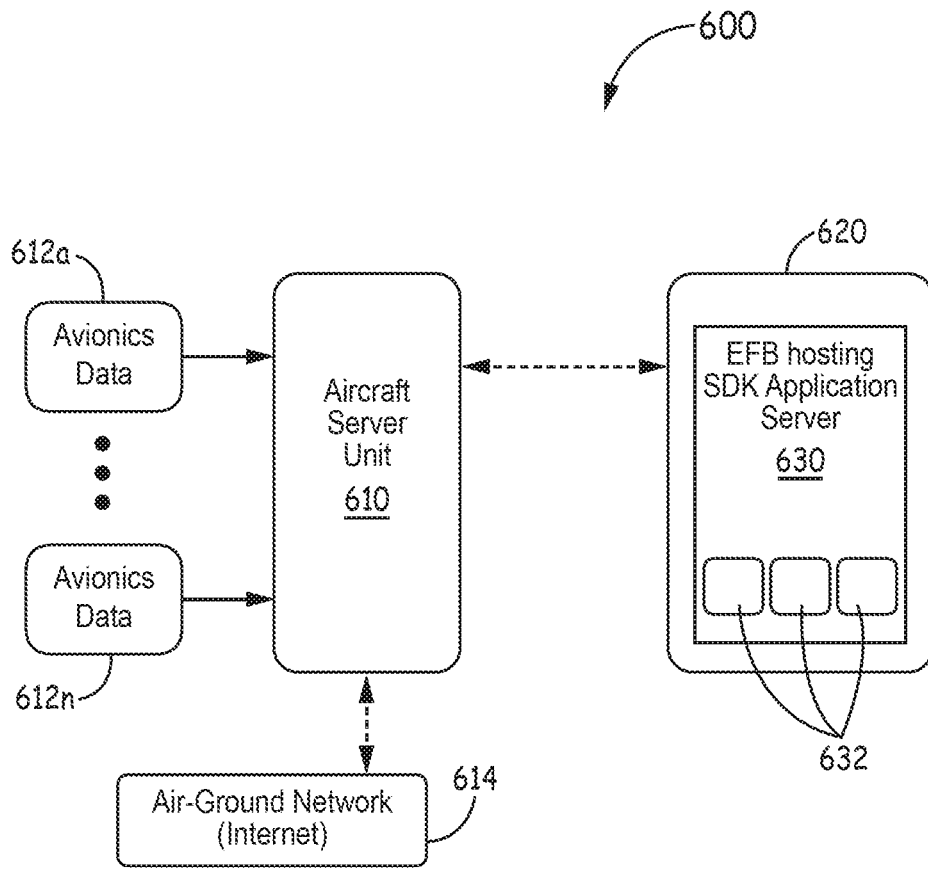 600
612a
Avionics
Data
Avionics
Data
612n
Aircraft
Server
Unit
610
620
EFB hosting
SDK Application
Server
630
632
Air-Ground Network
(Internet)
614